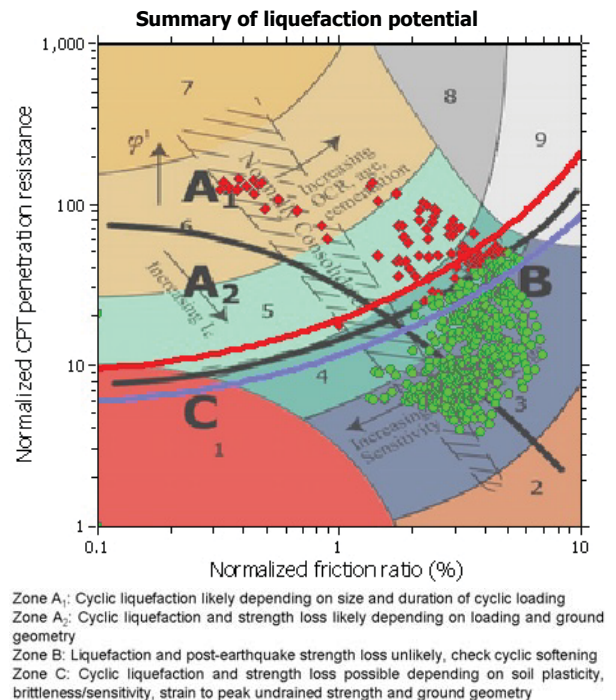 Summary of liquefaction potential
1,000
7
8
9
φ'
Increasing
OCR, age,
cementation
Normally Consolidated
A1
100
6
Increasing Ic
A2
5
B
Normalized CPT penetration resistance
10
4
3
C
Increasing
Sensitivity
1
2
1
0.1
1
10
Normalized friction ratio (%)
Zone A1: Cyclic liquefaction likely depending on size and duration of cyclic loading
Zone A2: Cyclic liquefaction and strength loss likely depending on loading and ground
geometry
Zone B: Liquefaction and post-earthquake strength loss unlikely, check cyclic softening
Zone C: Cyclic liquefaction and strength loss possible depending on soil plasticity,
brittleness/sensitivity, strain to peak undrained strength and ground geometry